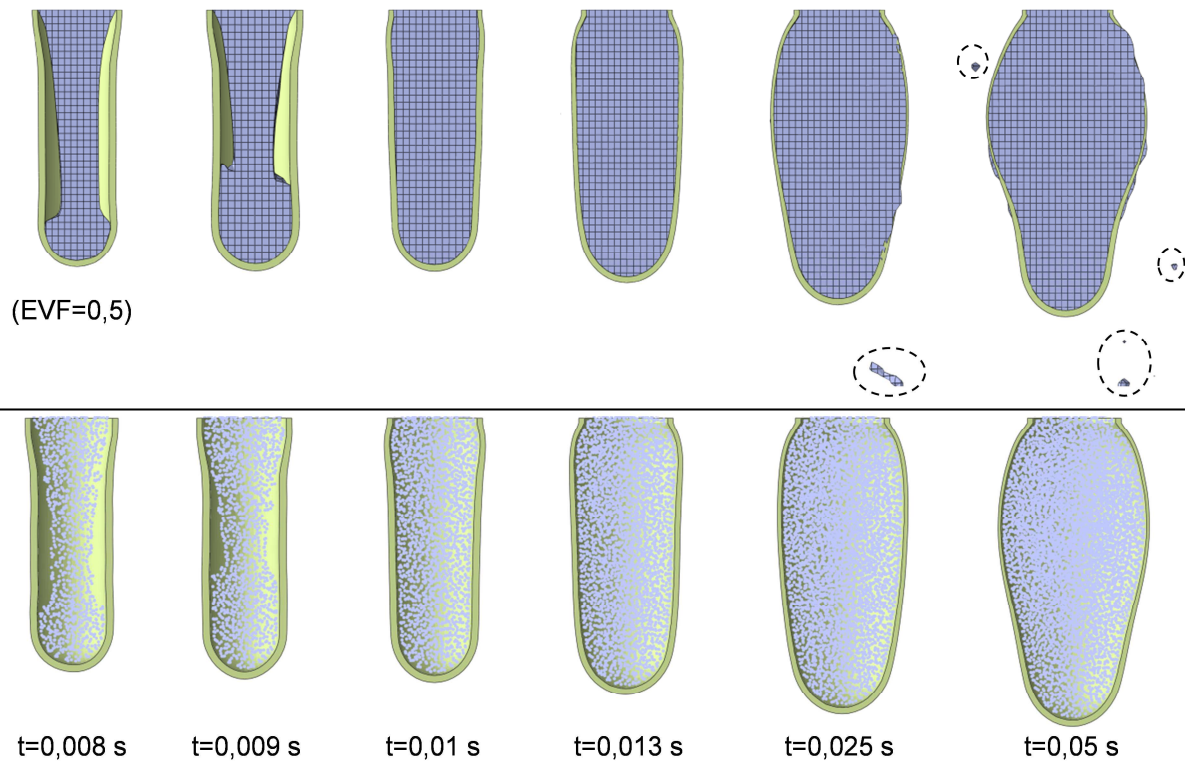 (EVF=0,5)
t=0,008 s
t=0,009 s
t=0,01 s
t=0,013 s
t=0,025 s
t=0,05 s